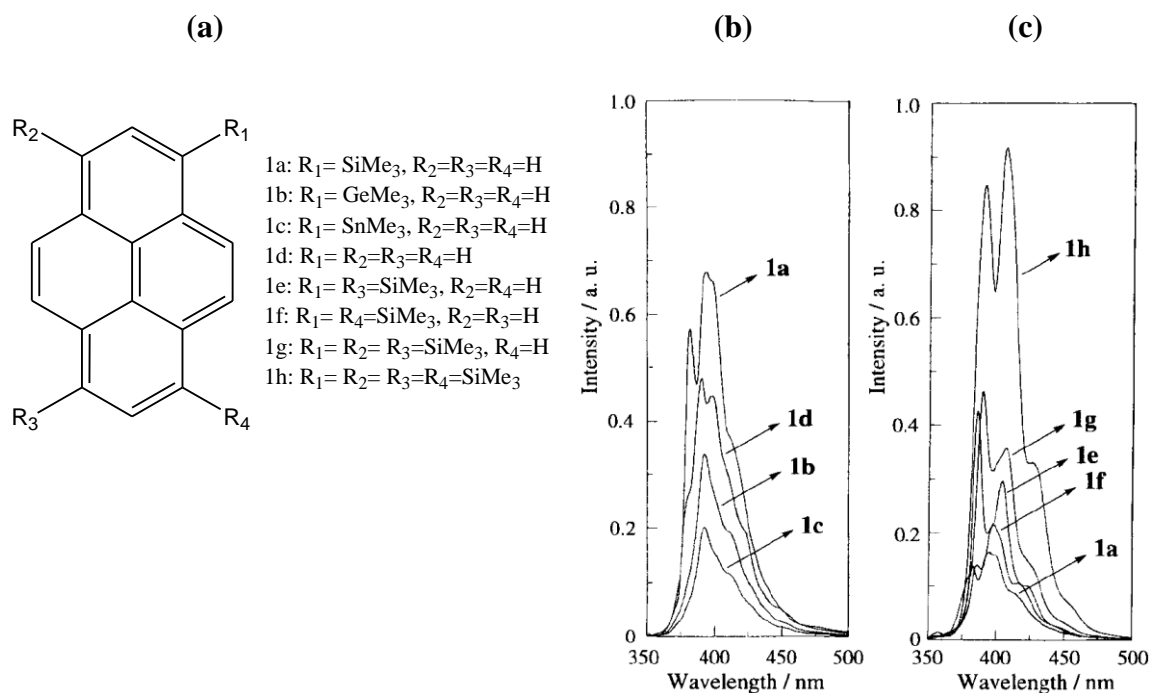 (a)
(b)
(c)
R2
R1
R3
R4
1a: R1= SiMe3, R2=R3=R4=H
1b: R1= GeMe3, R2=R3=R4=H
1c: R1= SnMe3, R2=R3=R4=H
1d: R1= R2=R3=R4=H
1e: R1= R3=SiMe3, R2=R4=H
1f: R1= R4=SiMe3, R2=R3=H
1g: R1= R2= R3=SiMe3, R4=H
1h: R1= R2= R3=R4=SiMe3
1.0
0.8
0.6
0.4
0.2
0
Intensity / a. u.
1a
1d
1b
1c
350
400
450
500
Wavelength / nm
1.0
0.8
0.6
0.4
0.2
0
Intensity / a. u.
1h
1g
1e
1f
1a
350
400
450
500
Wavelength / nm